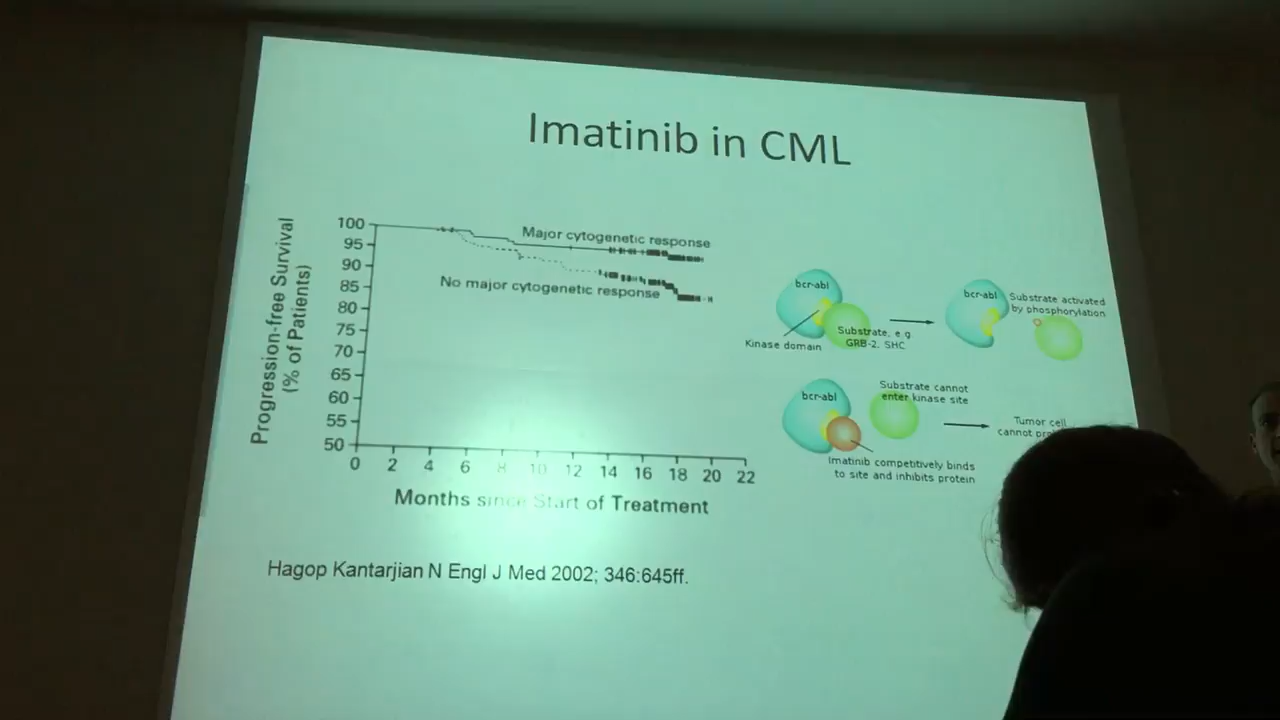 Imatinib in CML
Progression-free Survival
(% of Patients)
100
95
90
85
80
75
70
65
60
55
50
0 2 4 6 8 10 12 14 16 18 20 22
Months since Start of Treatment
Major cytogenetic response
No major cytogenetic response
bcr-abl
Kinase domain
Substrate, e.g.
GRB-2, SHC
bcr-abl
Substrate activated
by phosphorylation
bcr-abl
Substrate cannot
enter kinase site
Imatinib competitively binds
to site and inhibits protein
Tumor cell
cannot
Hagop Kantarjian N Engl J Med 2002; 346:645ff.